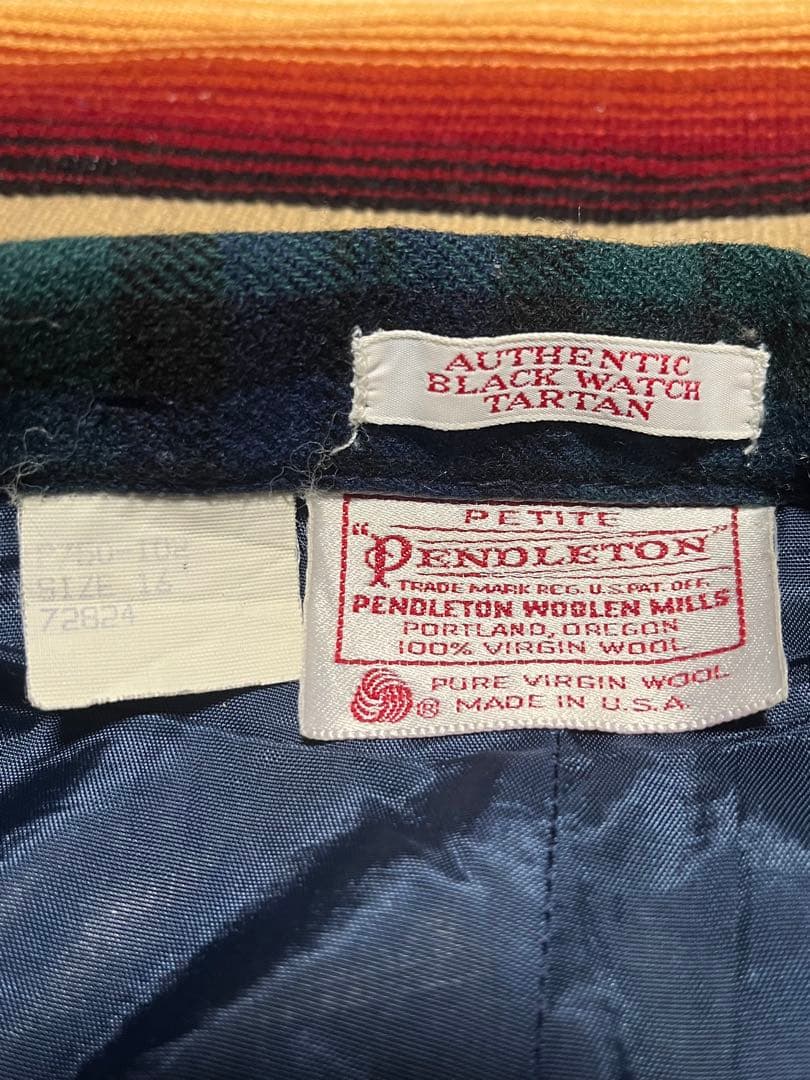 AUTHENTIC
BLACK WATCH
TARTAN
PETITE
"PENDLETON"
TRADE MARK REG. U.S. PAT. OFF.
PENDLETON WOOLEN MILLS
PORTLAND, OREGON
100% VIRGIN WOOL
PURE VIRGIN WOOL
® MADE IN U.S.A.
SIZE
72824